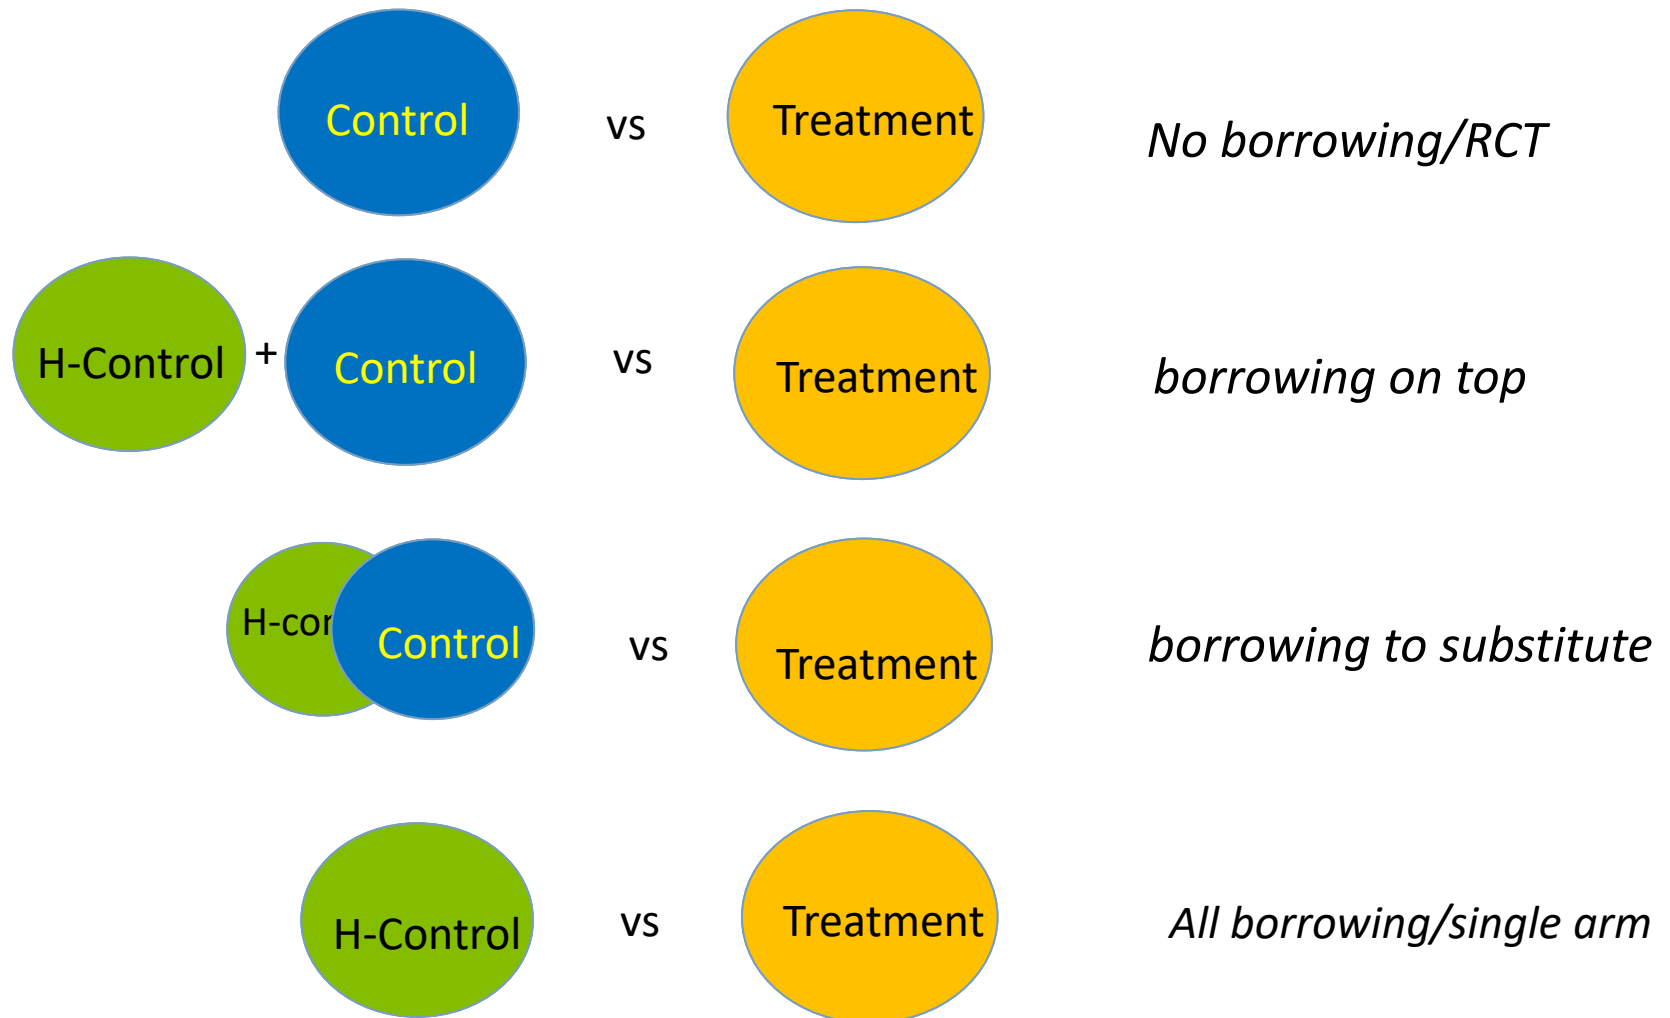 Control vs Treatment No borrowing/RCT
H-Control + Control vs Treatment borrowing on top
H-con Control vs Treatment borrowing to substitute
H-Control vs Treatment All borrowing/single arm